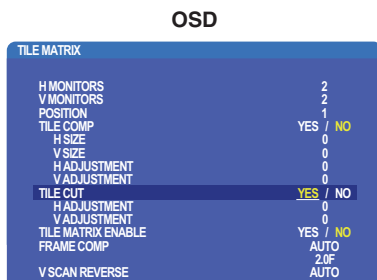 OSD
TILE MATRIX
H MONITORS 2
V MONITORS 2
POSITION 1
TILE COMP YES / NO
H SIZE 0
V SIZE 0
H ADJUSTMENT 0
V ADJUSTMENT 0
TILE CUT YES / NO
H ADJUSTMENT 0
V ADJUSTMENT 0
TILE MATRIX ENABLE YES / NO
FRAME COMP AUTO
2.0F
V SCAN REVERSE AUTO